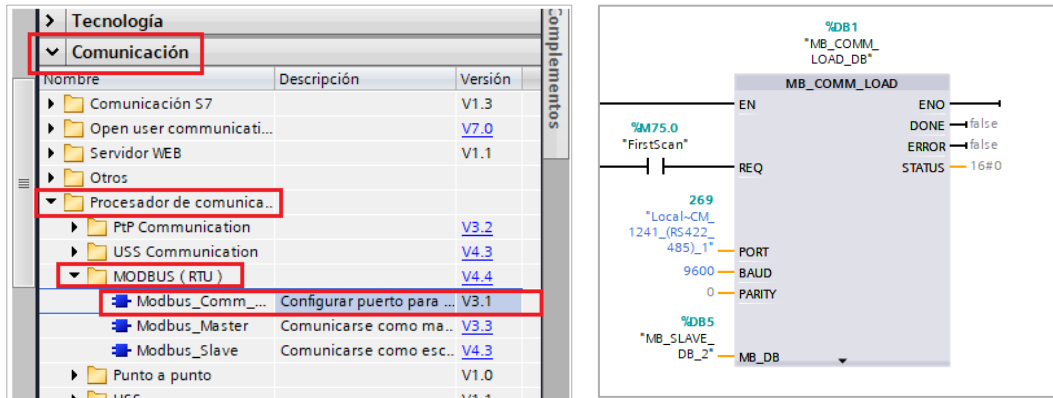 Tecnología
Comunicación
Nombre Descripción Versión
Comunicación S7 V1.3
Open user communicati... V7.0
Servidor WEB V1.1
Otros
Procesador de comunica..
PtP Communication V3.2
USS Communication V4.3
MODBUS ( RTU ) V4.4
Modbus_Comm_... Configurar puerto para ... V3.1
Modbus_Master Comunicarse como ma.. V3.3
Modbus_Slave Comunicarse como esc.. V4.3
Punto a punto V1.0
Complementos
%DB1
"MB_COMM_
LOAD_DB"
MB_COMM_LOAD
EN ENO
DONE false
%M75.0
"FirstScan"
ERROR false
REQ STATUS 16#0
269
"Local~CM_
1241_(RS422_
485)_1" PORT
9600 BAUD
0 PARITY
%DB5
"MB_SLAVE_
DB_2" MB_DB